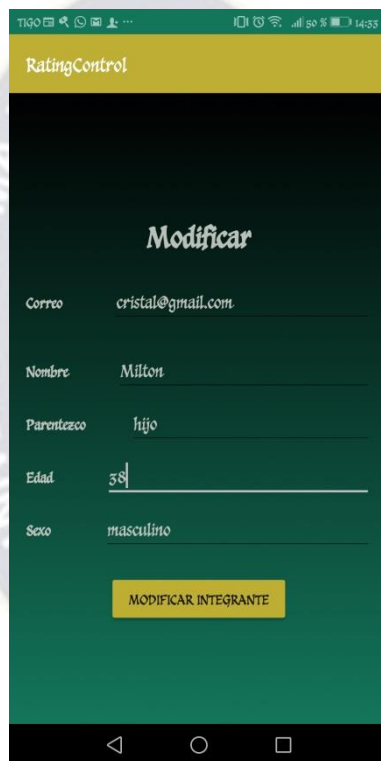 TIGO 50 % 14:33
RatingControl
Modificar
Correo cristal@gmail.com
Nombre Milton
Parentezco hijo
Edad 38
Sexo masculino
MODIFICAR INTEGRANTE